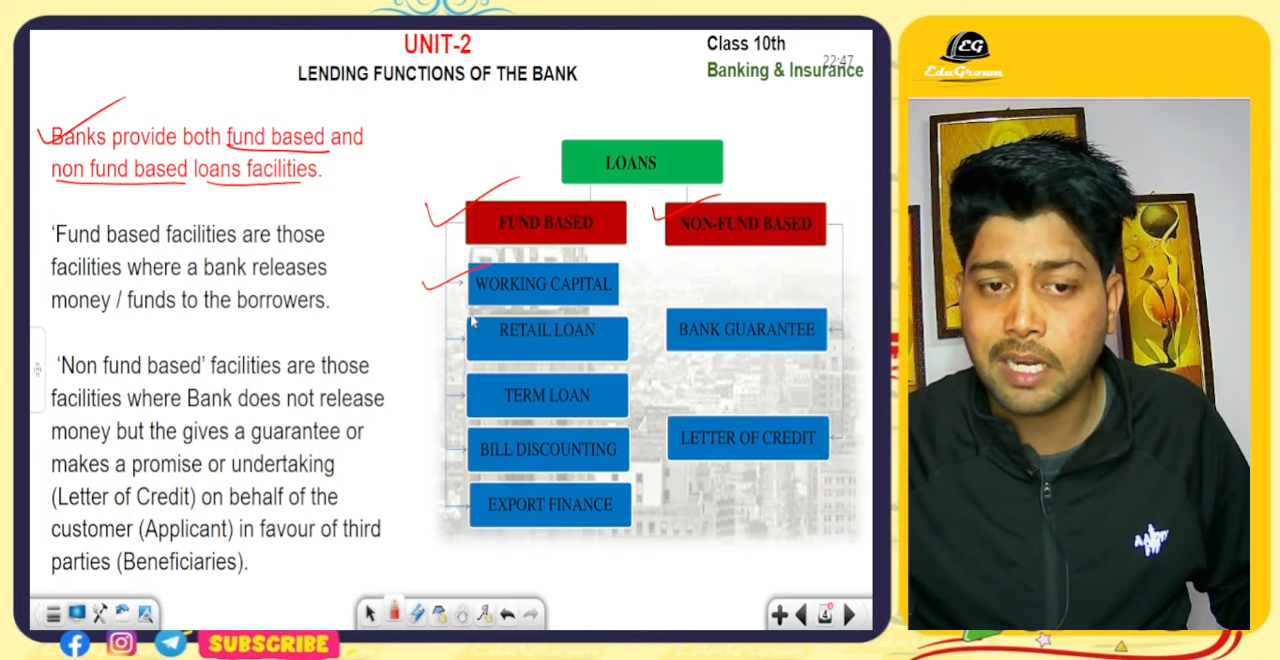 UNIT-2
LENDING FUNCTIONS OF THE BANK
Class 10th
22:47
Banking & Insurance
EG
EduGrown
Banks provide both fund based and
non fund based loans facilities.
‘Fund based facilities are those
facilities where a bank releases
money / funds to the borrowers.
‘Non fund based’ facilities are those
facilities where Bank does not release
money but the gives a guarantee or
makes a promise or undertaking
(Letter of Credit) on behalf of the
customer (Applicant) in favour of third
parties (Beneficiaries).
LOANS
FUND BASED
NON-FUND BASED
WORKING CAPITAL
RETAIL LOAN
TERM LOAN
BILL DISCOUNTING
EXPORT FINANCE
BANK GUARANTEE
LETTER OF CREDIT
4
SUBSCRIBE